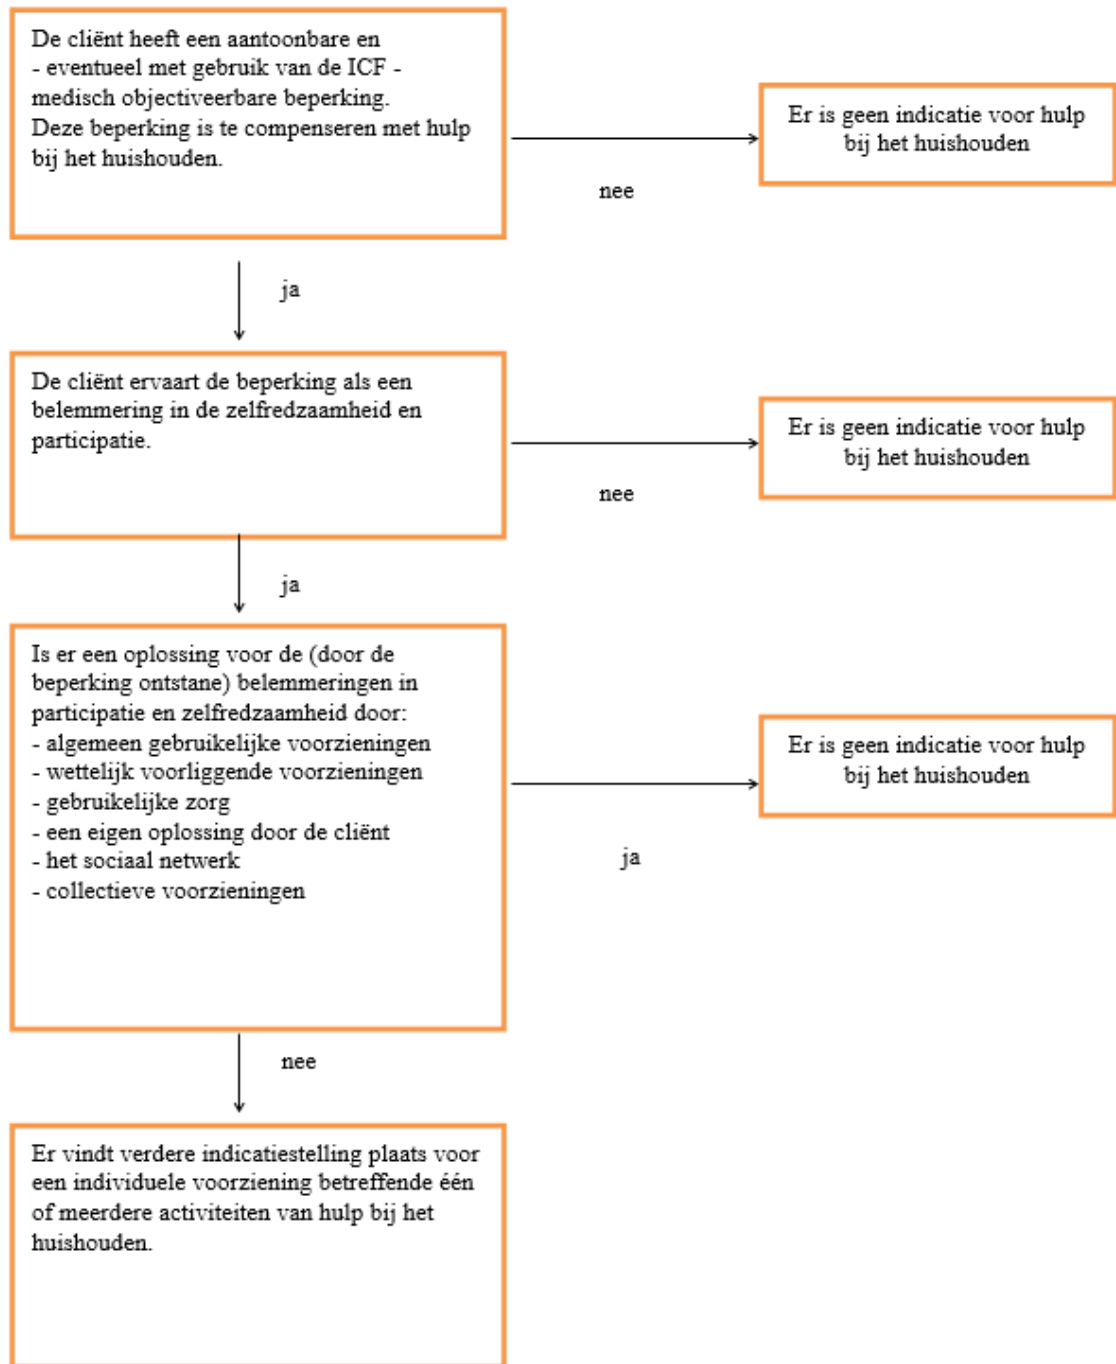 De cliënt heeft een aantoonbare en
- eventueel met gebruik van de ICF -
medisch objectiveerbare beperking.
Deze beperking is te compenseren met hulp
bij het huishouden.
nee
Er is geen indicatie voor hulp
bij het huishouden
ja
De cliënt ervaart de beperking als een
belemmering in de zelfredzaamheid en
participatie.
nee
Er is geen indicatie voor hulp
bij het huishouden
ja
Is er een oplossing voor de (door de
beperking ontstane) belemmeringen in
participatie en zelfredzaamheid door:
- algemeen gebruikelijke voorzieningen
- wettelijk voorliggende voorzieningen
- gebruikelijke zorg
- een eigen oplossing door de cliënt
- het sociaal netwerk
- collectieve voorzieningen
ja
Er is geen indicatie voor hulp
bij het huishouden
nee
Er vindt verdere indicatiestelling plaats voor
een individuele voorziening betreffende één
of meerdere activiteiten van hulp bij het
huishouden.